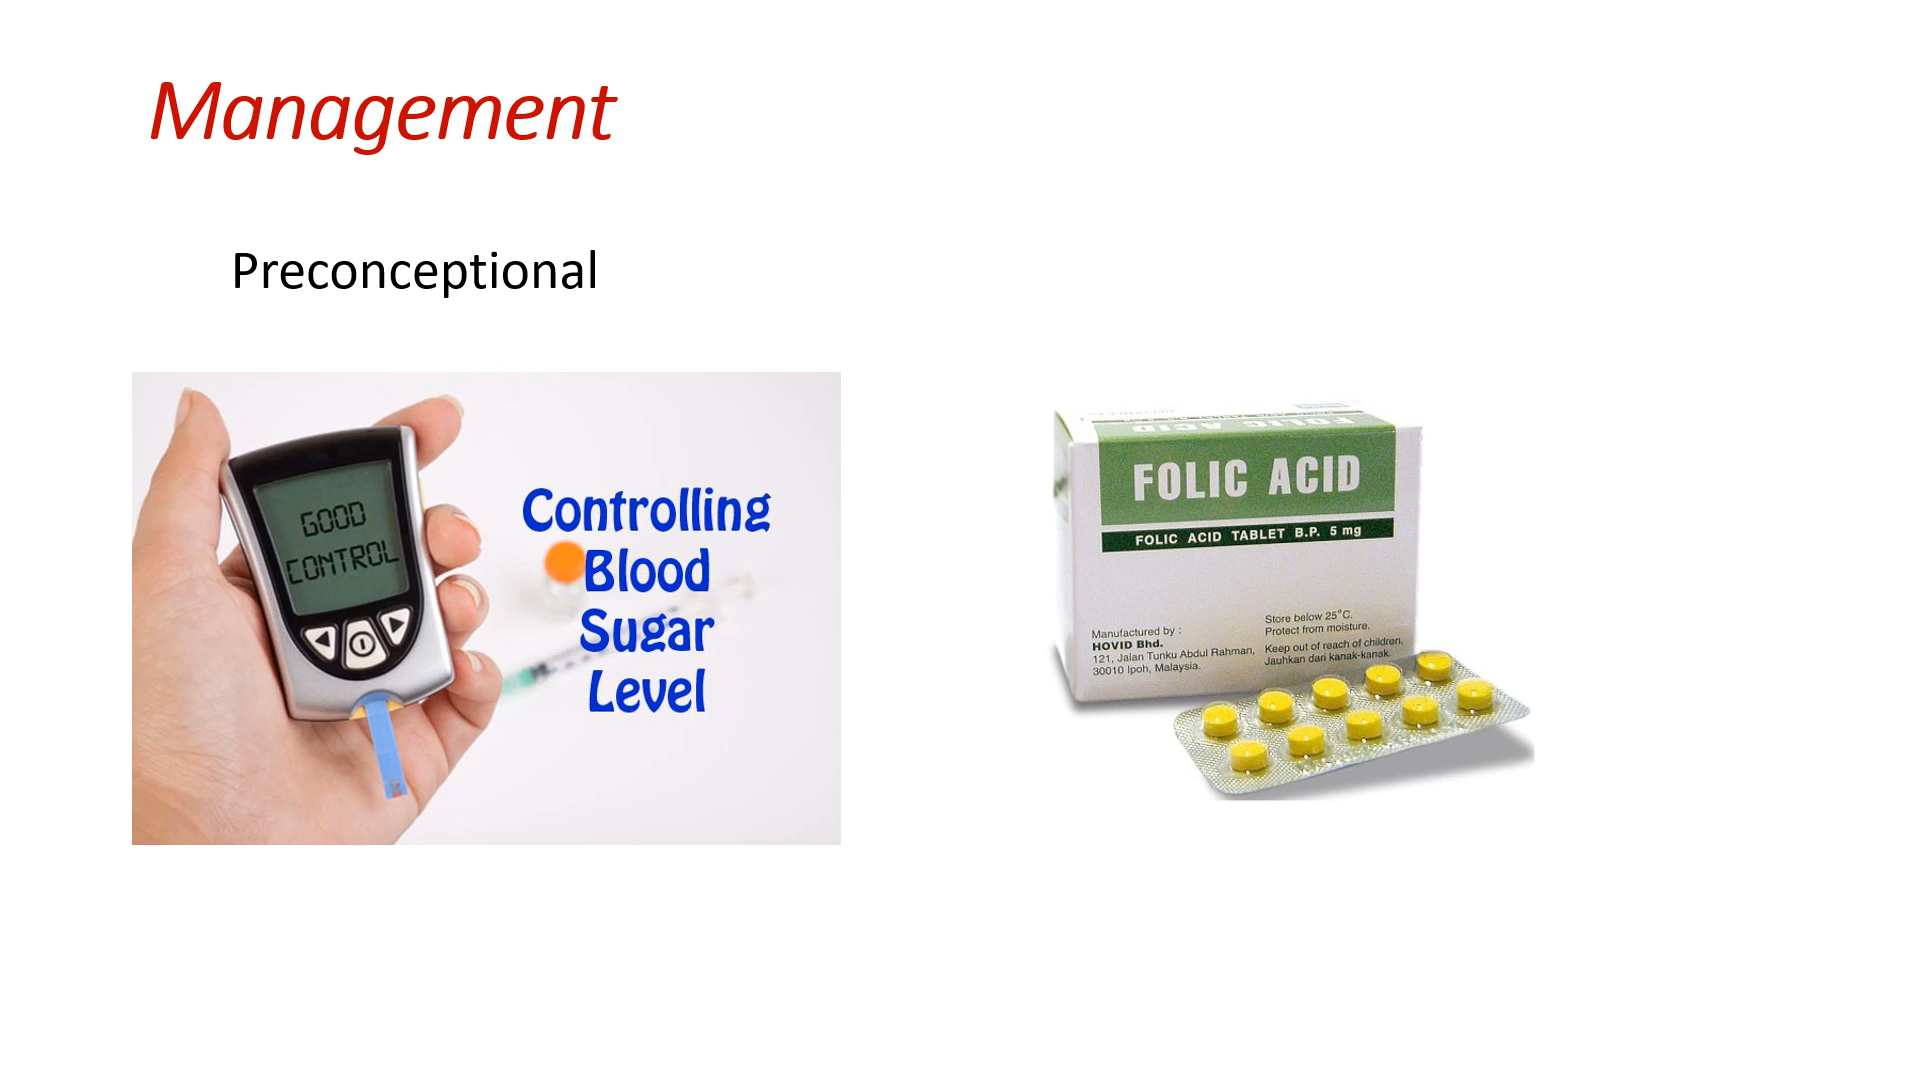 Management
Preconceptional
GOOD
CONTROL
Controlling
Blood
Sugar
Level
FOLIC ACID
FOLIC ACID
FOLIC ACID TABLET B.P. 5 mg
Manufactured by :
HOVID Bhd.
121, Jalan Tunku Abdul Rahman,
30010 Ipoh, Malaysia.
Store below 25°C.
Protect from moisture.
Keep out of reach of children.
Jauhkan dari kanak-kanak.